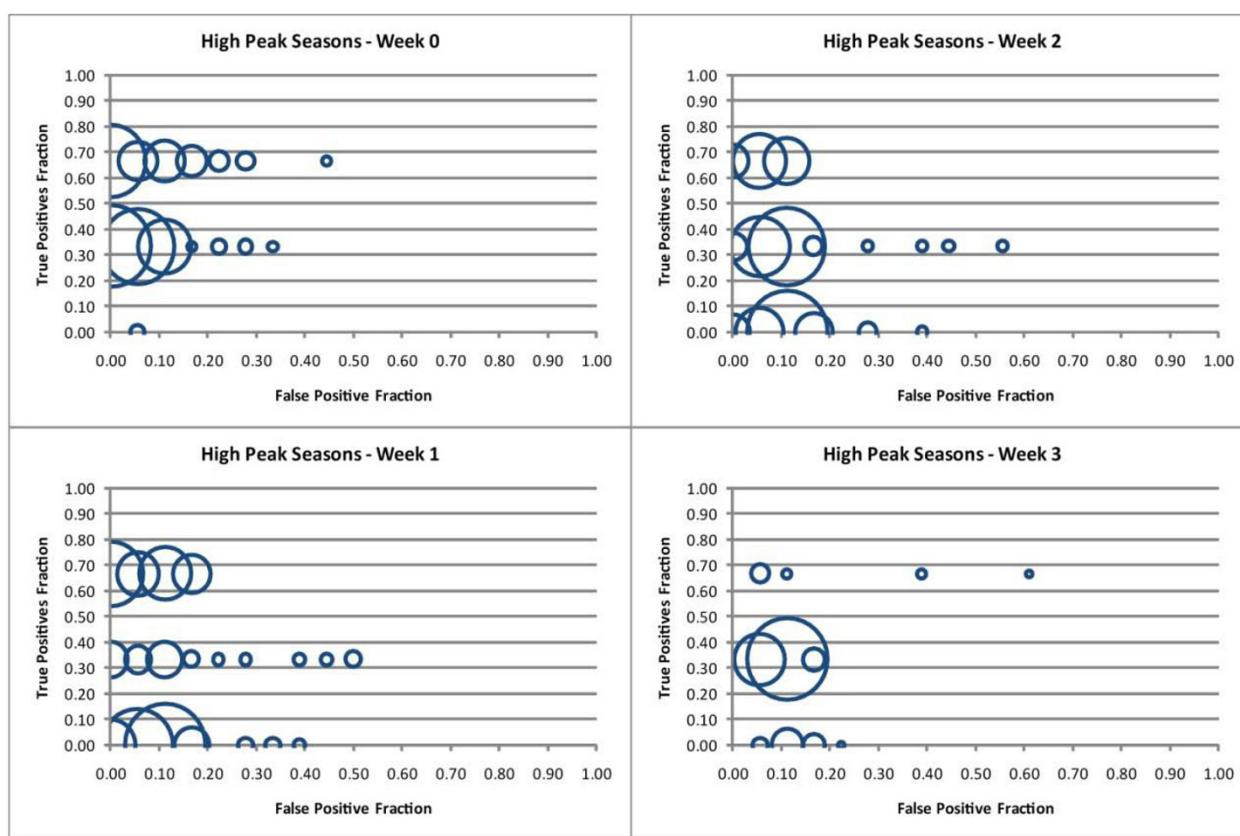 High Peak Seasons - Week 0
True Positives Fraction
1.00
0.90
0.80
0.70
0.60
0.50
0.40
0.30
0.20
0.10
0.00
0.00 0.10 0.20 0.30 0.40 0.50 0.60 0.70 0.80 0.90 1.00
False Positive Fraction
High Peak Seasons - Week 2
True Positives Fraction
1.00
0.90
0.80
0.70
0.60
0.50
0.40
0.30
0.20
0.10
0.00
0.00 0.10 0.20 0.30 0.40 0.50 0.60 0.70 0.80 0.90 1.00
False Positive Fraction
High Peak Seasons - Week 1
True Positives Fraction
1.00
0.90
0.80
0.70
0.60
0.50
0.40
0.30
0.20
0.10
0.00
0.00 0.10 0.20 0.30 0.40 0.50 0.60 0.70 0.80 0.90 1.00
False Positive Fraction
High Peak Seasons - Week 3
True Positives Fraction
1.00
0.90
0.80
0.70
0.60
0.50
0.40
0.30
0.20
0.10
0.00
0.00 0.10 0.20 0.30 0.40 0.50 0.60 0.70 0.80 0.90 1.00
False Positive Fraction